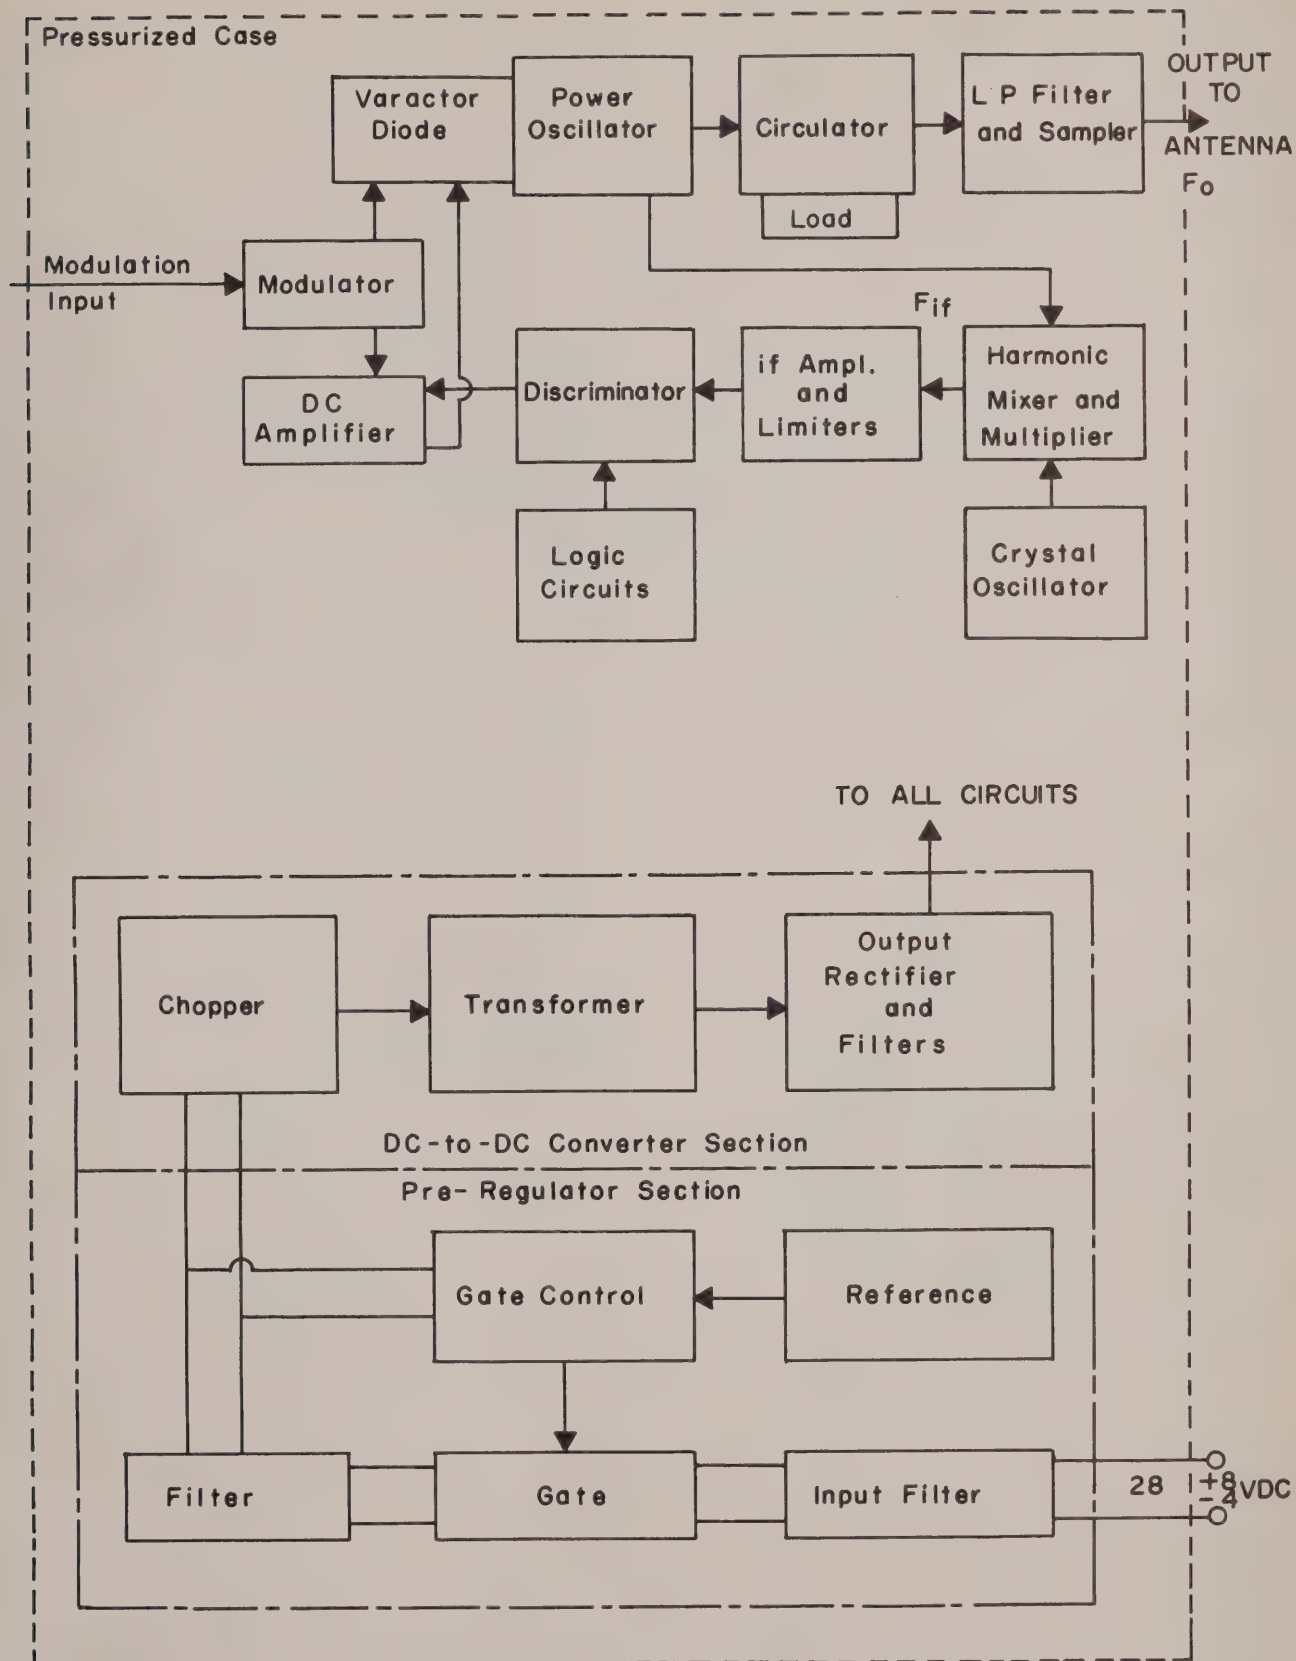 Pressurized Case
Varactor
Diode
Power
Oscillator
Circulator
Load
L P Filter
and Sampler
OUTPUT
TO
ANTENNA
Fo
Modulation
Input
Modulator
DC
Amplifier
Discriminator
Fif
if Ampl.
and
Limiters
Harmonic
Mixer and
Multiplier
Logic
Circuits
Crystal
Oscillator
TO ALL CIRCUITS
Chopper
Transformer
Output
Rectifier
and
Filters
DC-to-DC Converter Section
Pre-Regulator Section
Gate Control
Reference
Filter
Gate
Input Filter
28 +8 -4 VDC